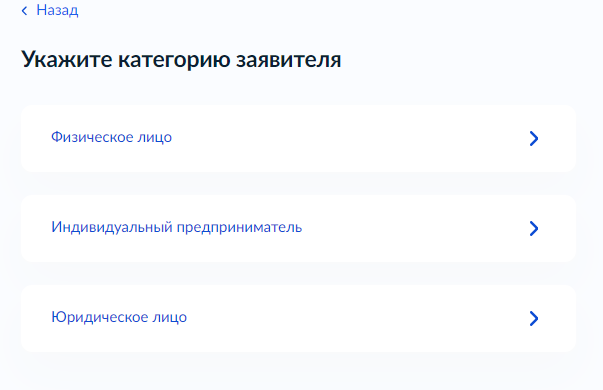 Назад
Укажите категорию заявителя
Физическое лицо
Индивидуальный предприниматель
Юридическое лицо